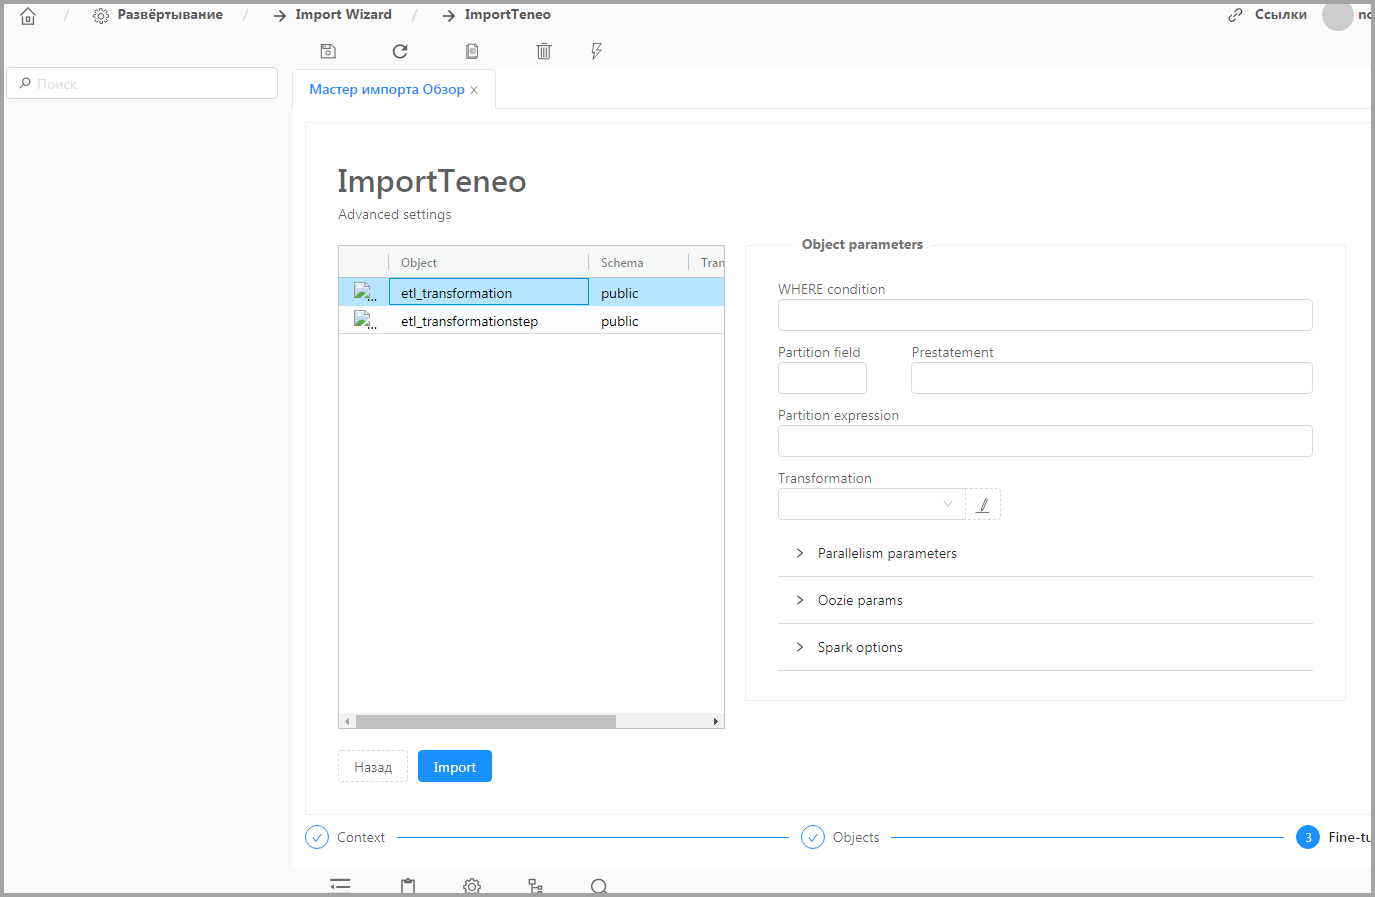 / Развёртывание / Import Wizard / ImportTeneo Ссылки
Поиск
Мастер импорта Обзор
ImportTeneo
Advanced settings
Object Schema Tran
etl_transformation public
etl_transformationstep public
Object parameters
WHERE condition
Partition field Prestatement
Partition expression
Transformation
Parallelism parameters
Oozie params
Spark options
Назад Import
Context Objects 3 Fine-tu